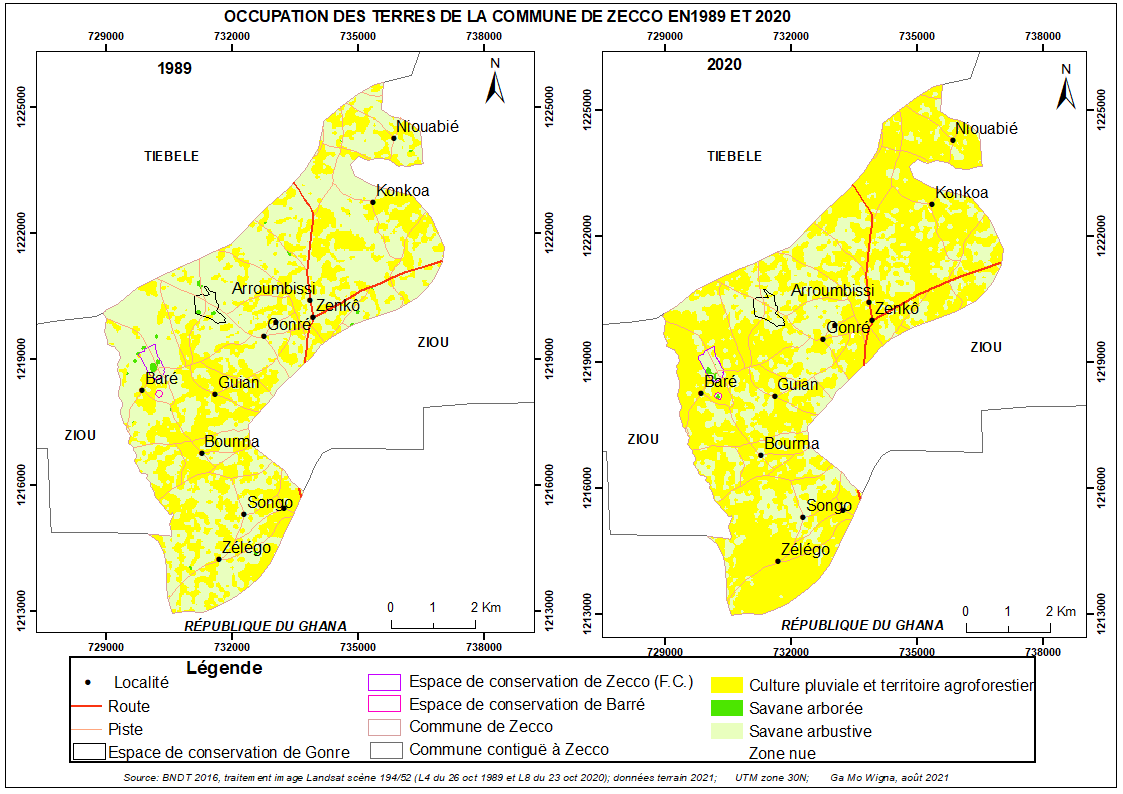 OCCUPATION DES TERRES DE LA COMMUNE DE ZECCO EN1989 ET 2020
729000 732000 735000 738000
729000 732000 735000 738000
1989
N
1225000
1222000
1219000
1216000
1213000
1225000
1222000
1219000
1216000
1213000
TIEBELE
Niouabié
Konkoa
Arroumbissi
Zenkô
Gonré
ZIOU
Baré
Guian
ZIOU
Bourma
Songo
Zélégo
0 1 2 Km
RÉPUBLIQUE DU GHANA
729000 732000 735000 738000
2020
N
1225000
1222000
1219000
1216000
1213000
1225000
1222000
1219000
1216000
1213000
TIEBELE
Niouabié
Konkoa
Arroumbissi
Zenkô
Gonré
ZIOU
Baré
Guian
ZIOU
Bourma
Songo
Zélégo
0 1 2 Km
RÉPUBLIQUE DU GHANA
729000 732000 735000 738000
Légende
Localité
Route
Piste
Espace de conservation de Gonre
Espace de conservation de Zecco (F.C.)
Espace de conservation de Barré
Commune de Zecco
Commune contiguë à Zecco
Culture pluviale et territoire agroforestier
Savane arborée
Savane arbustive
Zone nue
Source: BNDT 2016, traitement image Landsat scène 194/52 (L4 du 26 oct 1989 et L8 du 23 oct 2020); données terrain 2021; UTM zone 30N; Ga Mo Wigna, août 2021